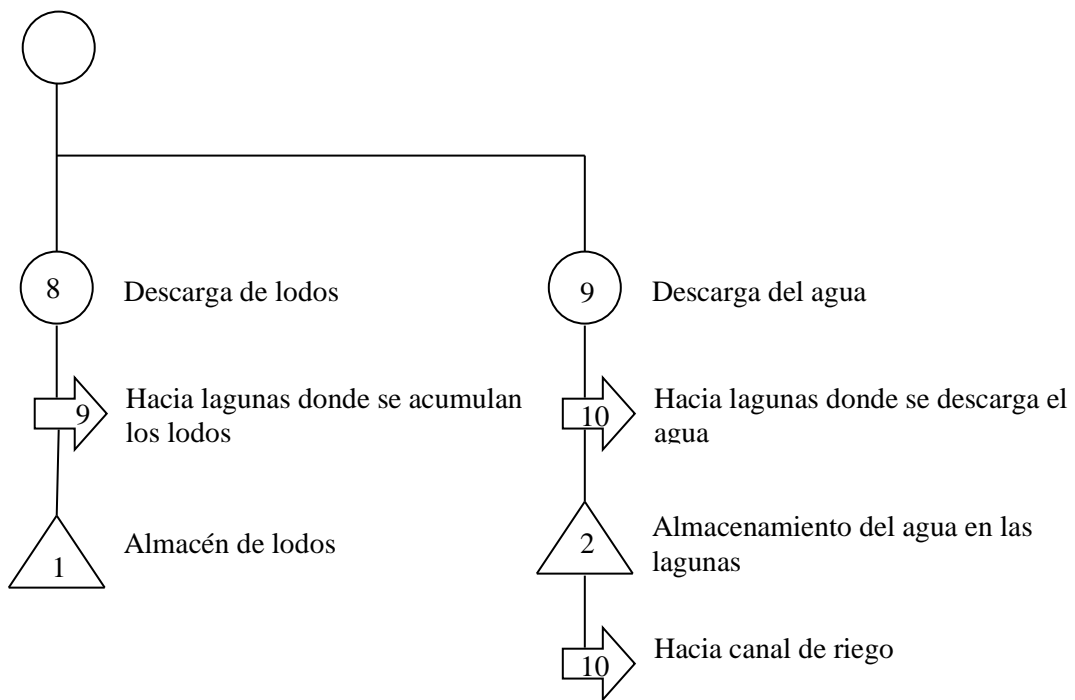 8
Descarga de lodos
9
Descarga del agua
9
Hacia lagunas donde se acumulan
los lodos
10
Hacia lagunas donde se descarga el
agua
1
Almacén de lodos
2
Almacenamiento del agua en las
lagunas
10
Hacia canal de riego